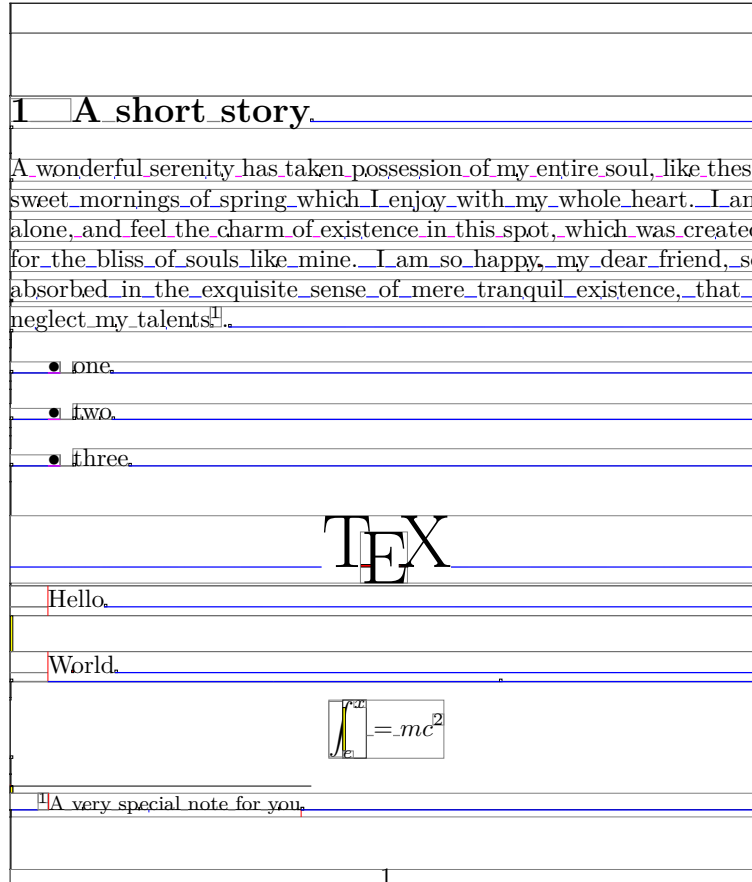 1 A short story
A wonderful serenity has taken possession of my entire soul, like thes
sweet mornings of spring which I enjoy with my whole heart. I am
alone, and feel the charm of existence in this spot, which was created
for the bliss of souls like mine. I am so happy, my dear friend, so
absorbed in the exquisite sense of mere tranquil existence, that
neglect my talents¹.
• one
• two
• three
TEX
Hello
World
∫ₑˣ = mc²
¹A very special note for you
1